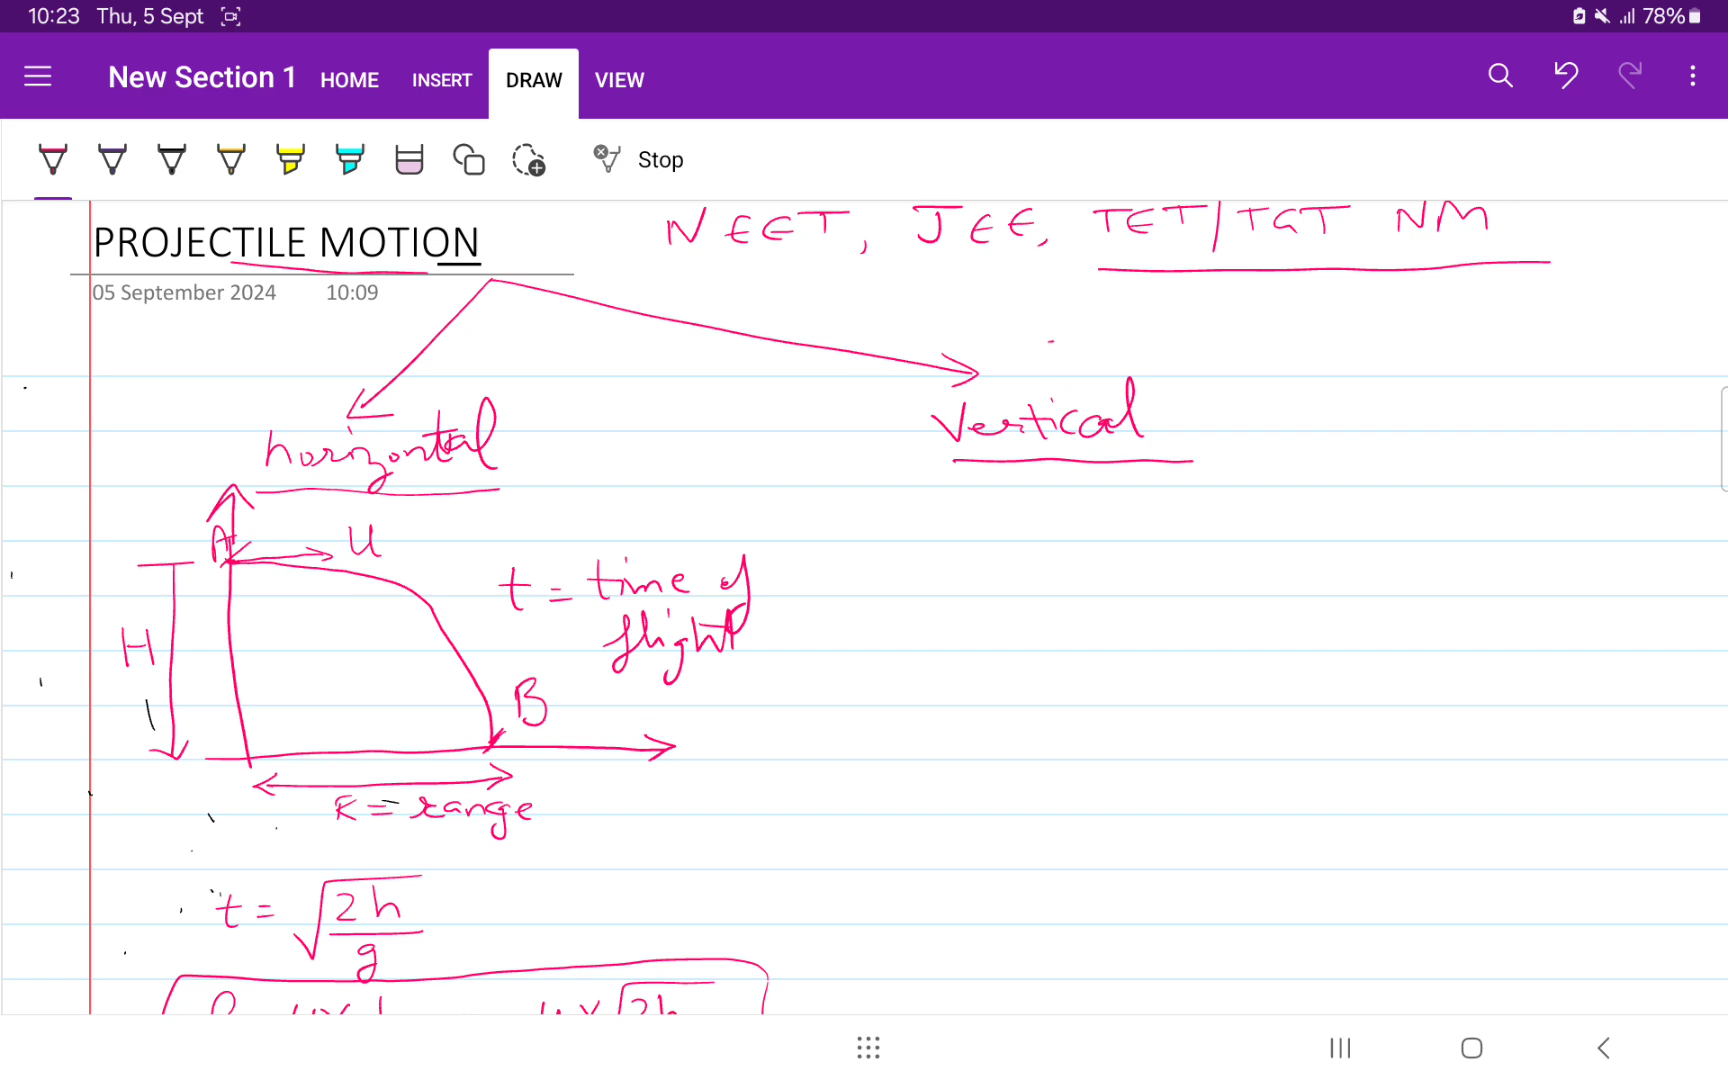 10:23 Thu, 5 Sept 78%
New Section 1 HOME INSERT DRAW VIEW
Stop
NEET, JEE, TET/TGT NM
PROJECTILE MOTION
05 September 2024 10:09
horizontal
Vertical
A
u
t = time of
flight
H
B
R = range
t = √2h
g